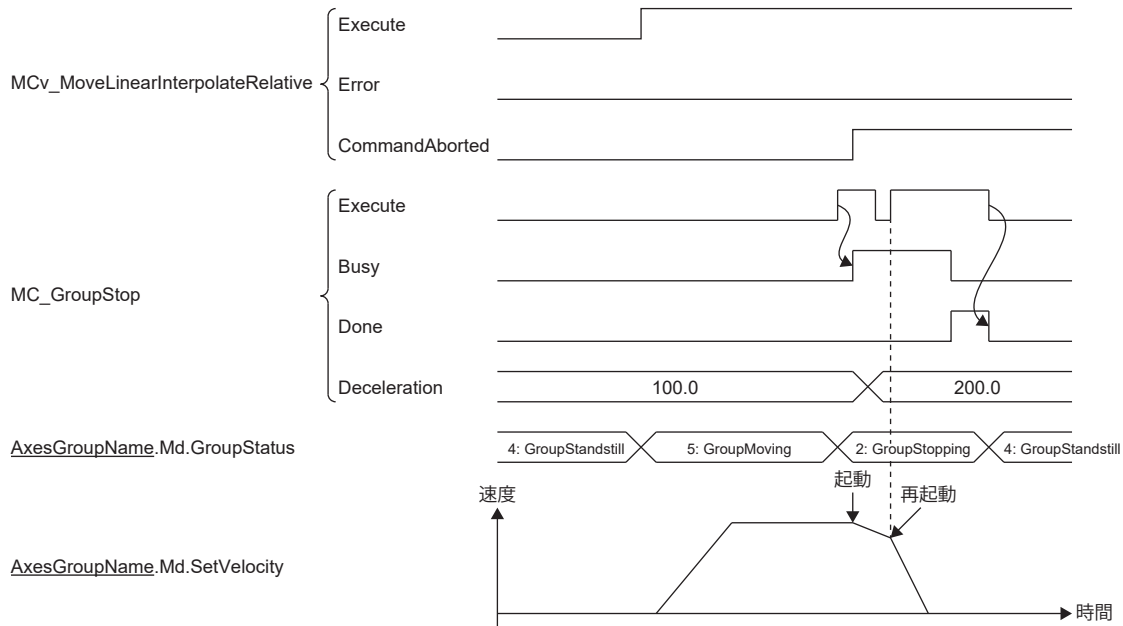 Execute
MCv_MoveLinearInterpolateRelative
Error
CommandAborted
Execute
Busy
MC_GroupStop
Done
Deceleration
100.0
200.0
AxesGroupName.Md.GroupStatus
4: GroupStandstill
5: GroupMoving
2: GroupStopping
4: GroupStandstill
起動
速度
再起動
AxesGroupName.Md.SetVelocity
時間